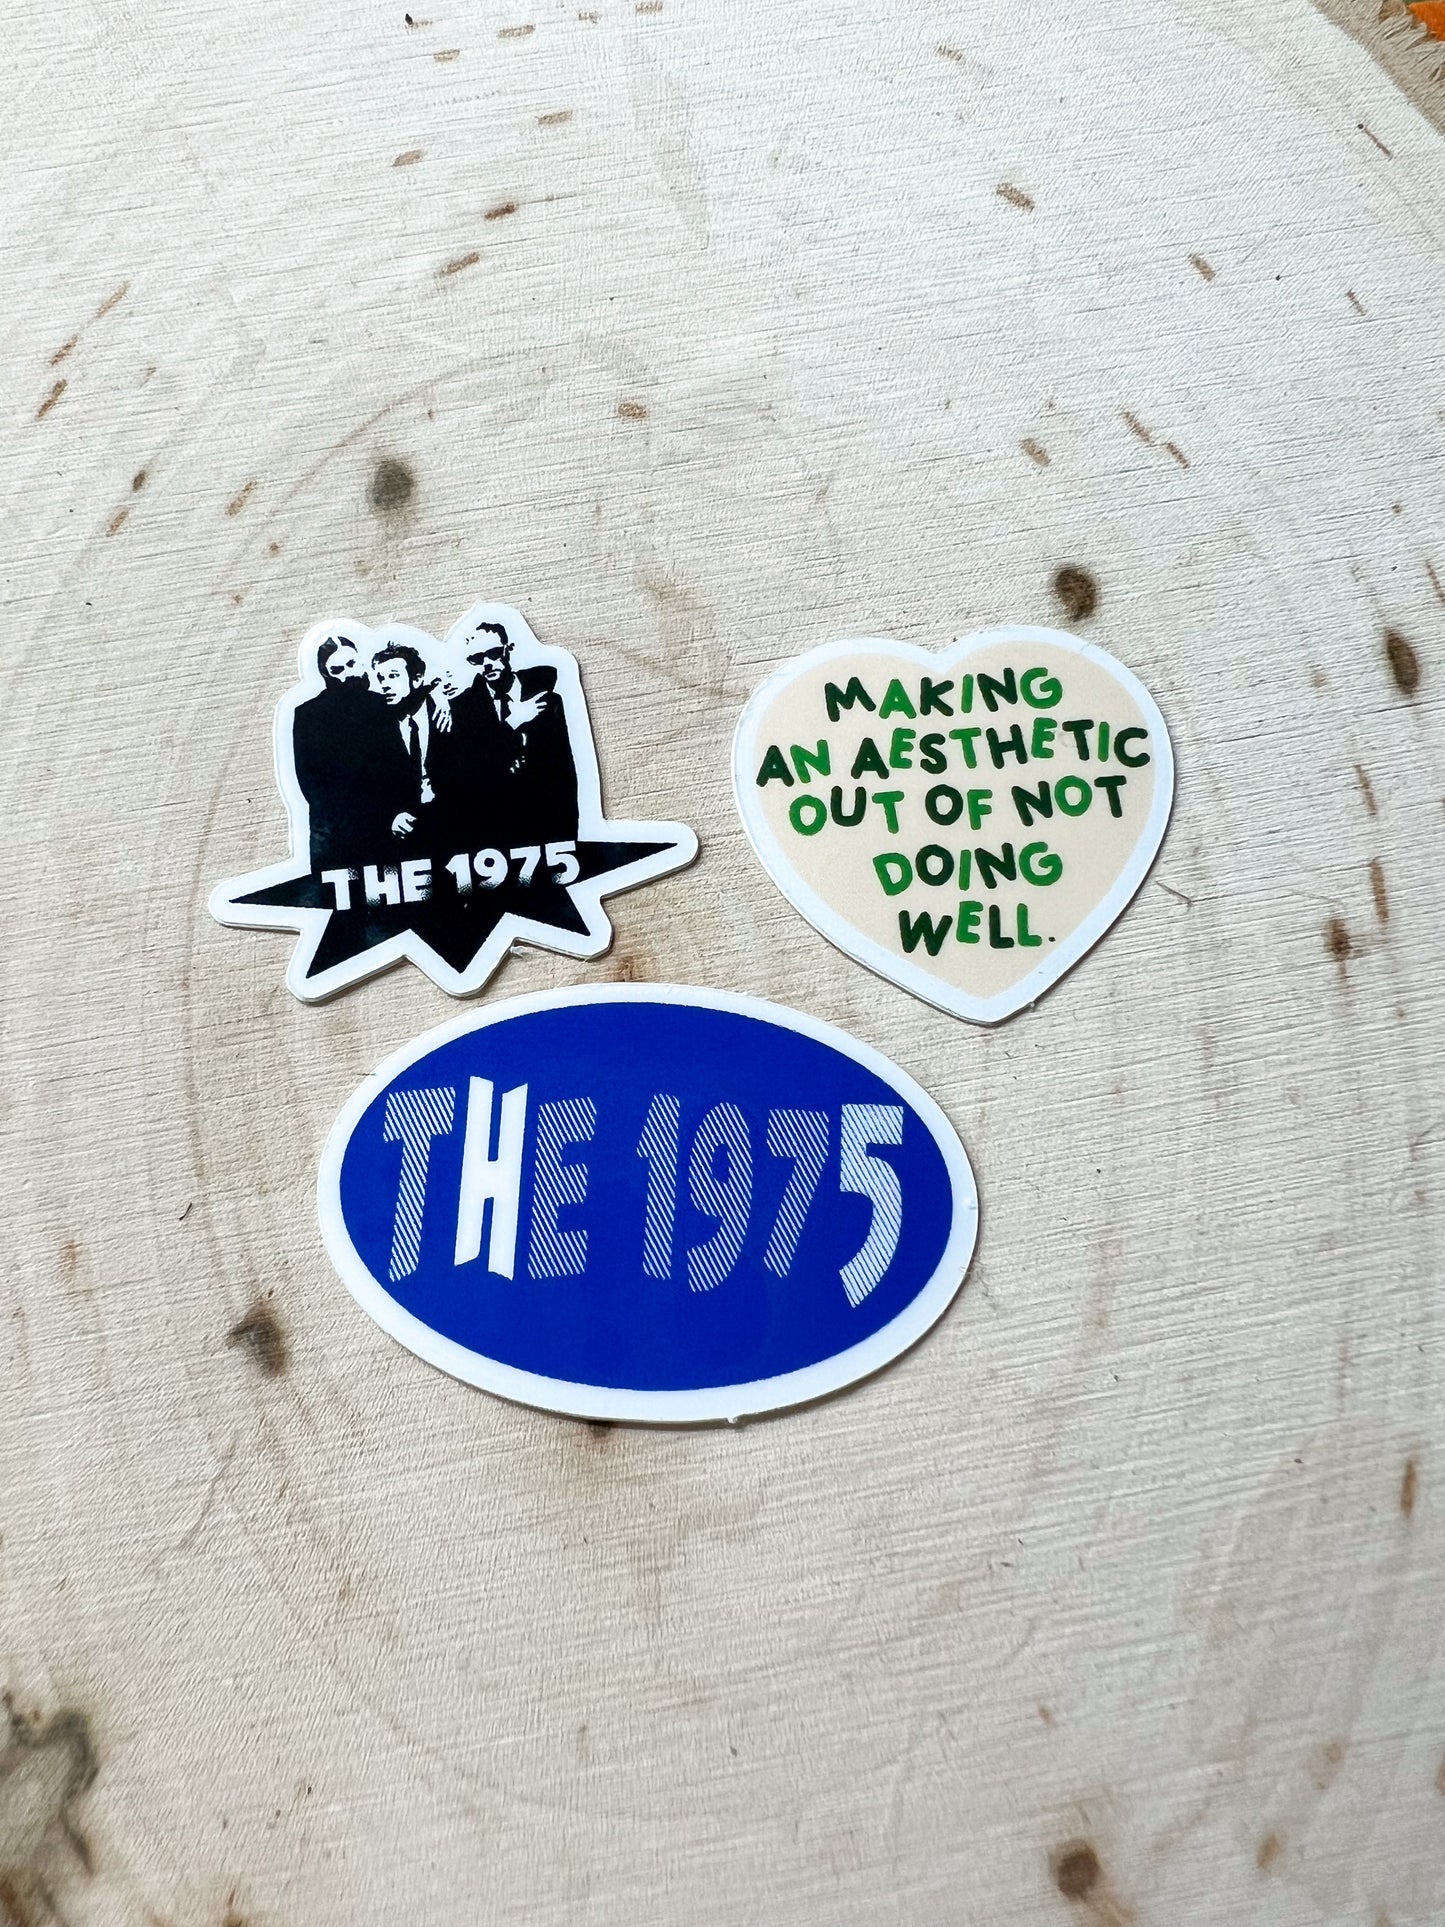 THE 1975
MAKING
AN AESTHETIC
OUT OF NOT
DOING
WELL.
THE 1975